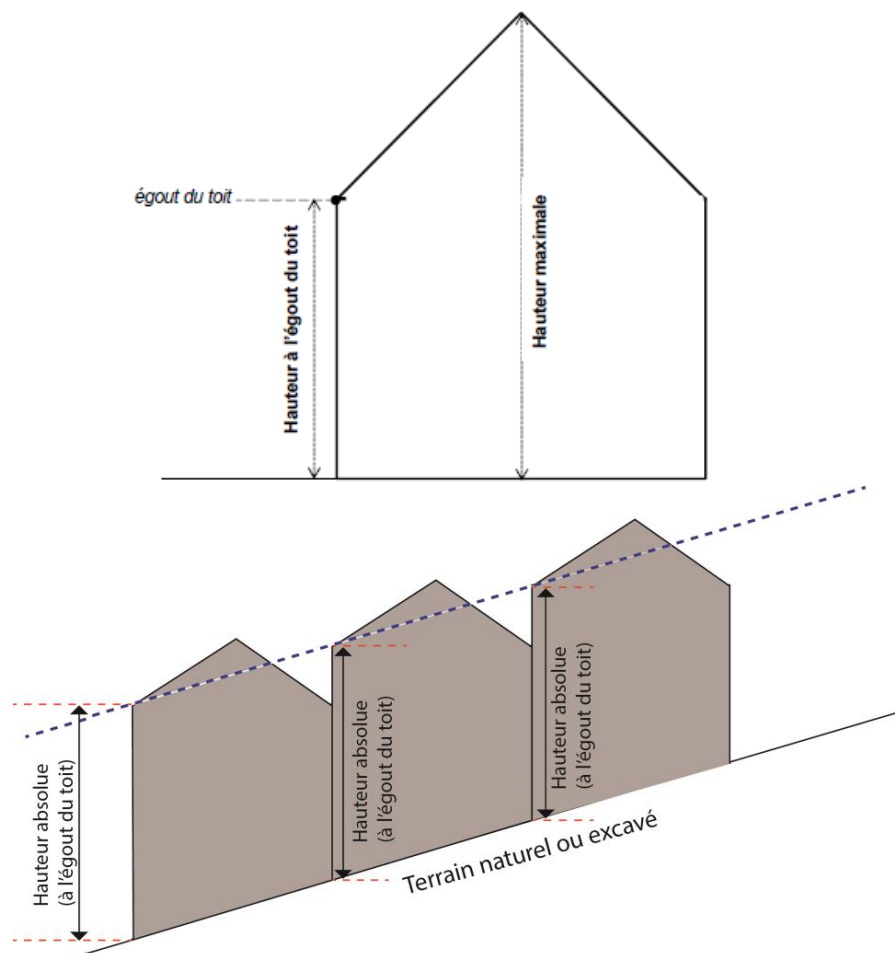 égout du toit
Hauteur à l'égout du toit
Hauteur maximale
Hauteur absolue
(à l'égout du toit)
Hauteur absolue
(à l'égout du toit)
Hauteur absolue
(à l'égout du toit)
Terrain naturel ou excavé